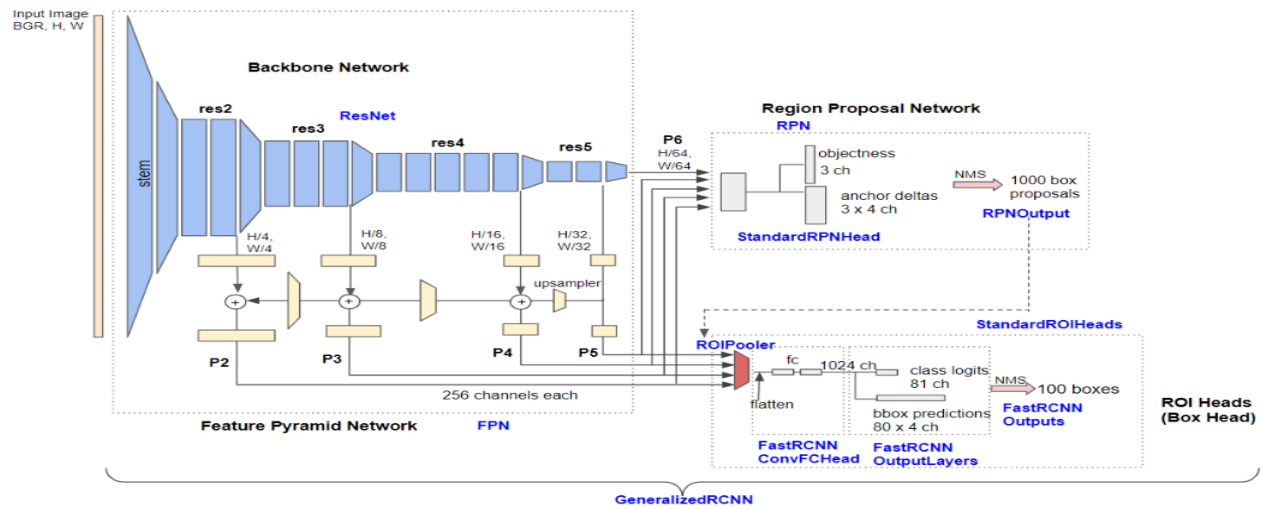 Input Image
BGR, H, W
Backbone Network
ResNet
stem
res2
res3
res4
res5
H/4,
W/4
H/8,
W/8
H/16,
W/16
H/32,
W/32
upsampler
+
+
+
P2
P3
P4
P5
256 channels each
Feature Pyramid Network
FPN
P6
H/64,
W/64
Region Proposal Network
RPN
objectness
3 ch
anchor deltas
3 x 4 ch
StandardRPNHead
NMS
1000 box
proposals
RPNOutput
StandardROIHeads
ROIPooler
flatten
fc
1024 ch
FastRCNN
ConvFCHead
class logits
81 ch
bbox predictions
80 x 4 ch
FastRCNN
OutputLayers
NMS
100 boxes
FastRCNN
Outputs
ROI Heads
(Box Head)
GeneralizedRCNN